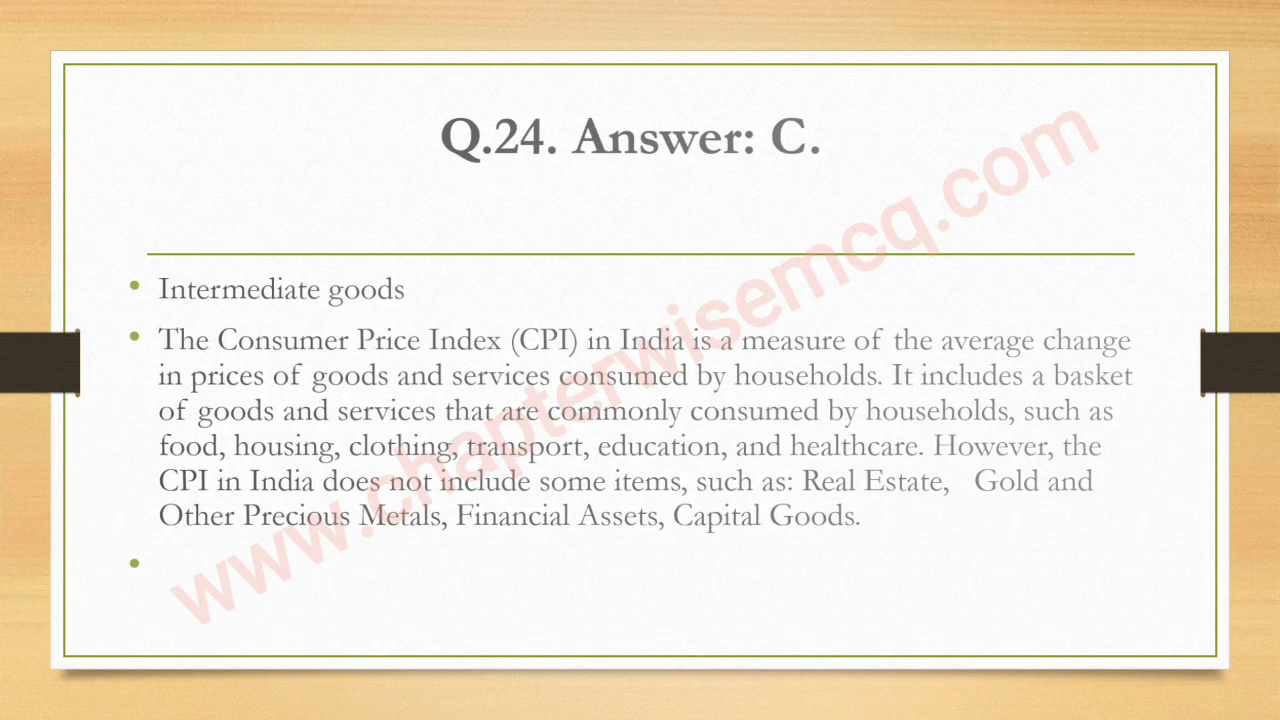 Q.24. Answer: C.
• Intermediate goods
• The Consumer Price Index (CPI) in India is a measure of the average change
in prices of goods and services consumed by households. It includes a basket
of goods and services that are commonly consumed by households, such as
food, housing, clothing, transport, education, and healthcare. However, the
CPI in India does not include some items, such as: Real Estate,   Gold and
Other Precious Metals, Financial Assets, Capital Goods.
•
www.chapterwisemcq.com